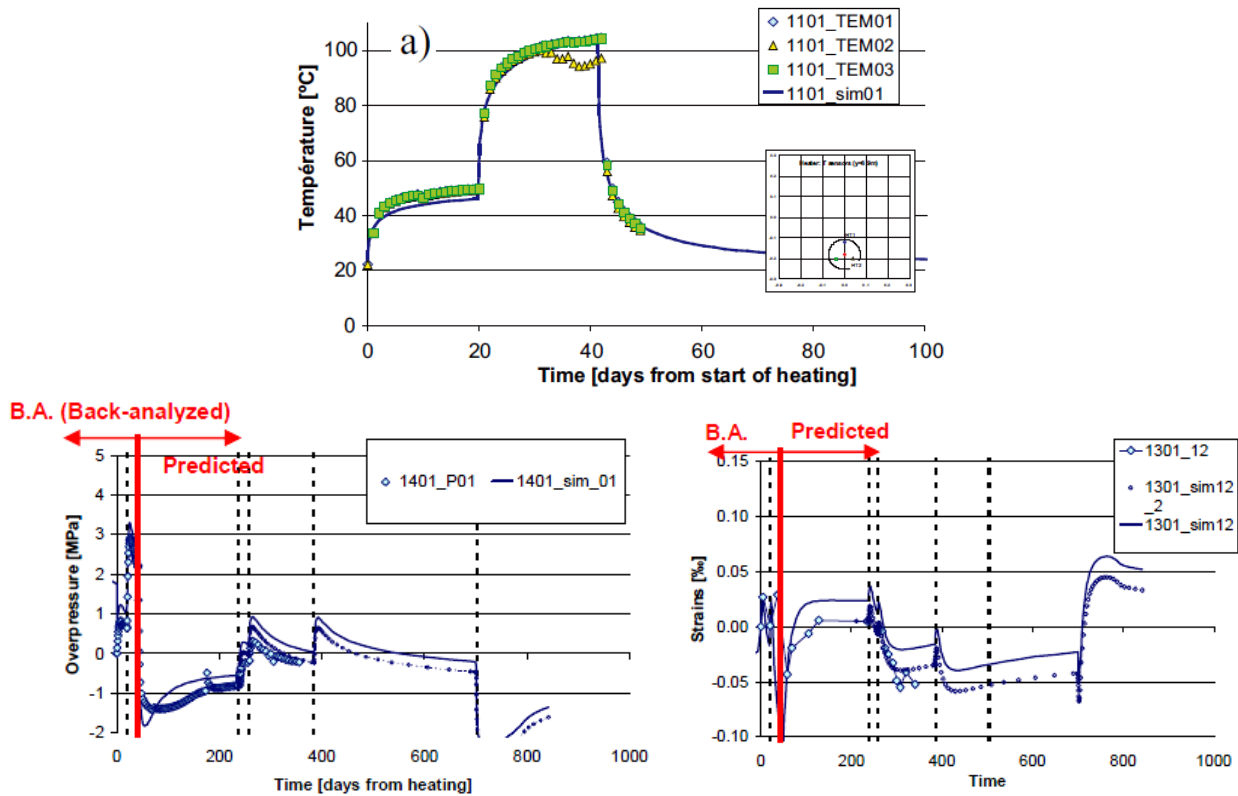 a)
Température [ºC]
100
80
60
40
20
0
0 20 40 60 80 100
Time [days from start of heating]
1101_TEM01
1101_TEM02
1101_TEM03
1101_sim01
HT1
HT2
B.A. (Back-analyzed)
Predicted
Overpressure [MPa]
5
4
3
2
1
0
-1
-2
0 200 400 600 800 1000
Time [days from heating]
1401_P01 1401_sim_01
B.A. Predicted
Strains [‰]
0.15
0.10
0.05
0.00
-0.05
-0.10
0 200 400 600 800 1000
Time
1301_12
1301_sim12
_2
1301_sim12